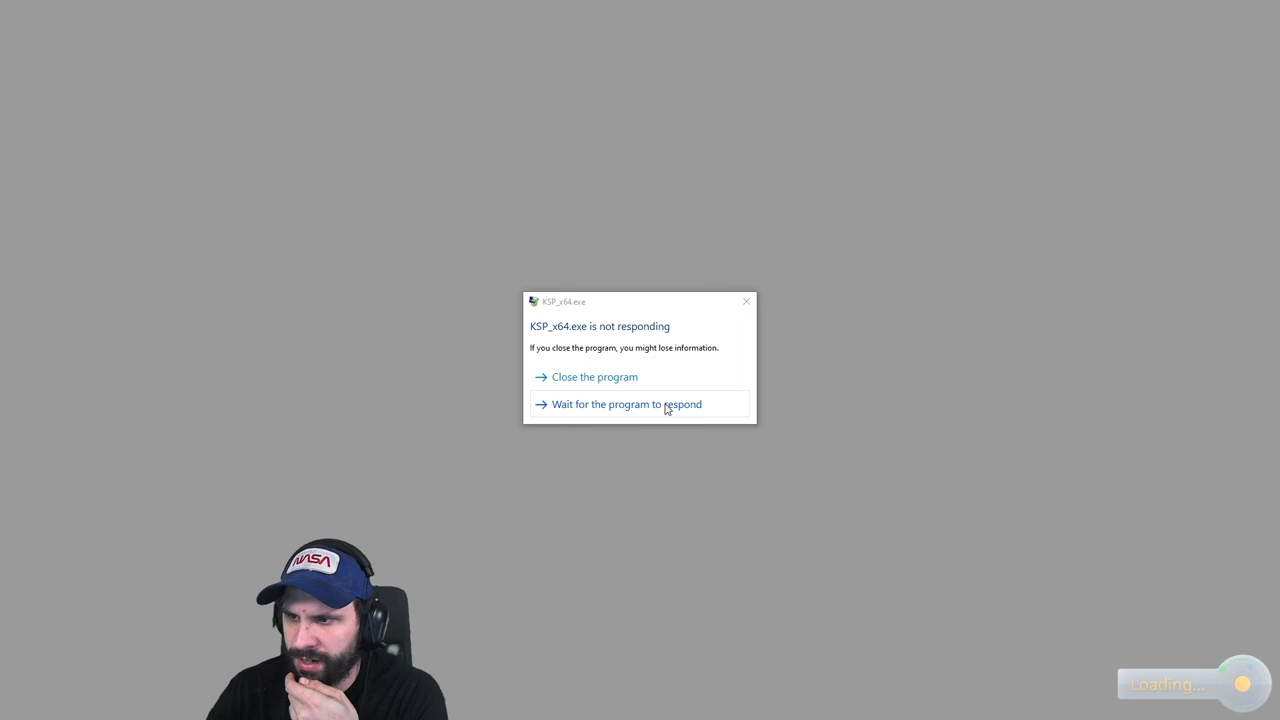 KSP_x64.exe
KSP_x64.exe is not responding
If you close the program, you might lose information.
Close the program
Wait for the program to respond
NASA
Loading...